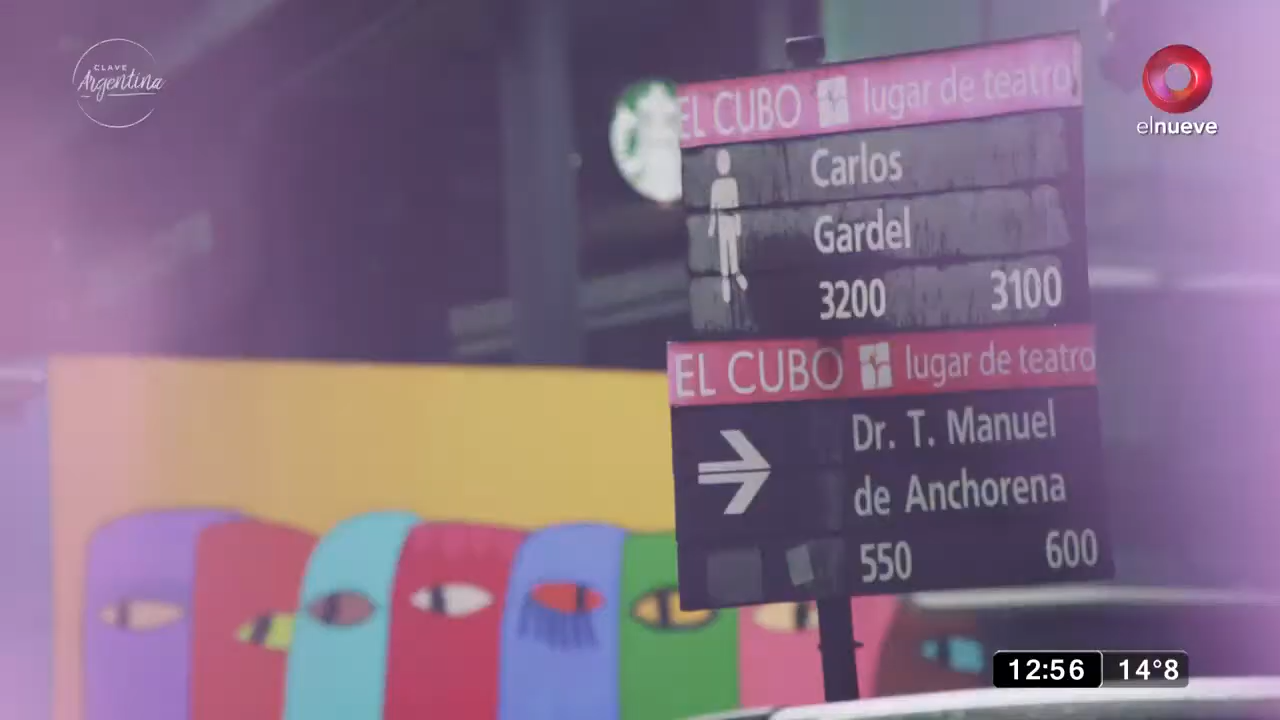 CLAVE
Argentina
elnueve
EL CUBO lugar de teatro
Carlos
Gardel
3200 3100
EL CUBO lugar de teatro
Dr. T. Manuel
de Anchorena
550 600
12:56 14°8